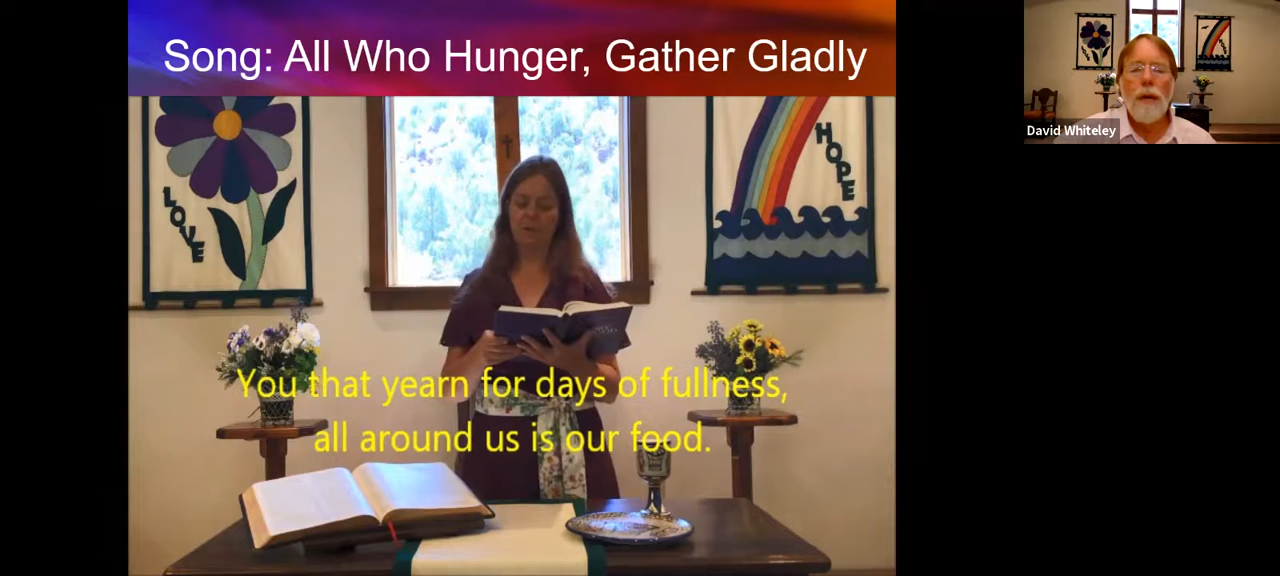 Song: All Who Hunger, Gather Gladly
LOVE
HOPE
You that yearn for days of fullness,
all around us is our food.
David Whiteley